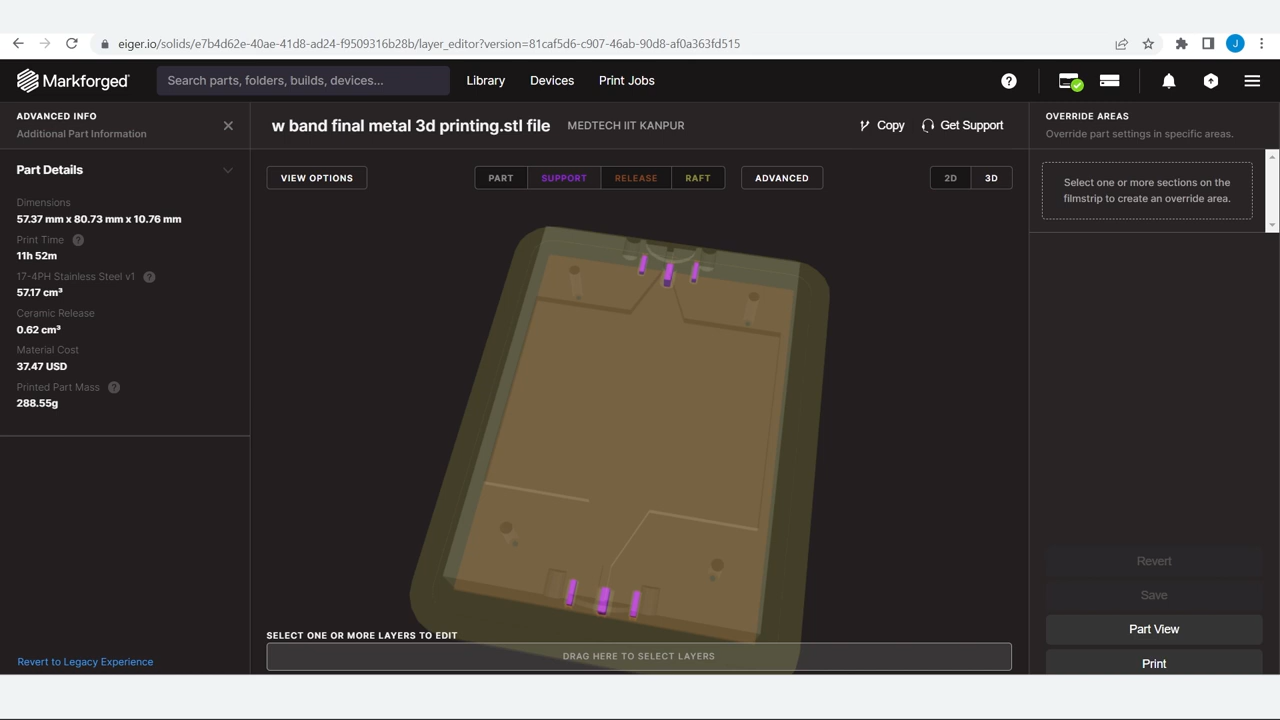 eiger.io/solids/e7b4d62e-40ae-41d8-ad24-f9509316b28b/layer_editor?version=81caf5d6-c907-46ab-90d8-af0a363fd515
J
Markforged
Search parts, folders, builds, devices...
Library
Devices
Print Jobs
ADVANCED INFO
Additional Part Information
w band final metal 3d printing.stl file
MEDTECH IIT KANPUR
Copy
Get Support
OVERRIDE AREAS
Override part settings in specific areas.
Part Details
VIEW OPTIONS
PART
SUPPORT
RELEASE
RAFT
ADVANCED
2D
3D
Select one or more sections on the
filmstrip to create an override area.
Dimensions
57.37 mm x 80.73 mm x 10.76 mm
Print Time
11h 52m
17-4PH Stainless Steel v1
57.17 cm³
Ceramic Release
0.62 cm³
Material Cost
37.47 USD
Printed Part Mass
288.55g
Revert
Save
Part View
Print
SELECT ONE OR MORE LAYERS TO EDIT
DRAG HERE TO SELECT LAYERS
Revert to Legacy Experience